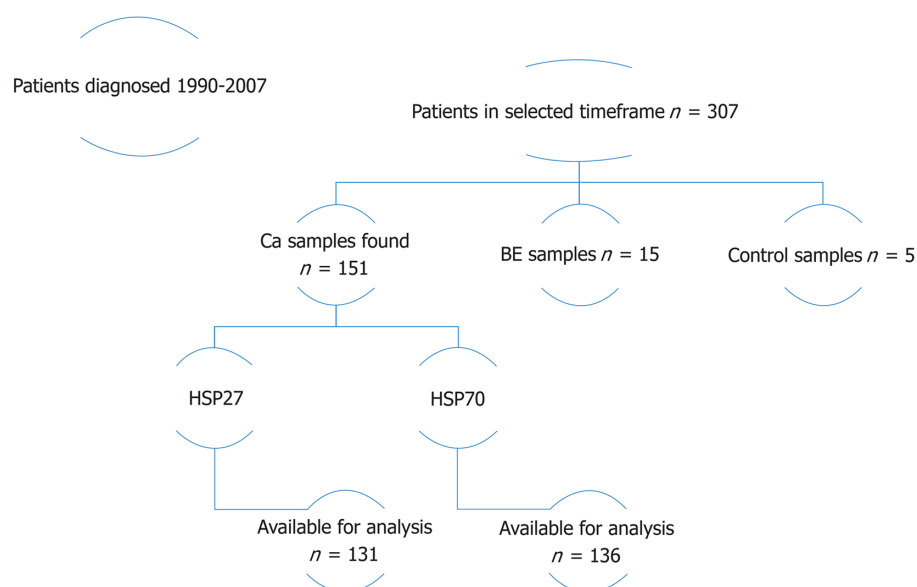 Patients diagnosed 1990-2007
Patients in selected timeframe n = 307
Ca samples found
n = 151
BE samples n = 15
Control samples n = 5
HSP27
HSP70
Available for analysis
n = 131
Available for analysis
n = 136